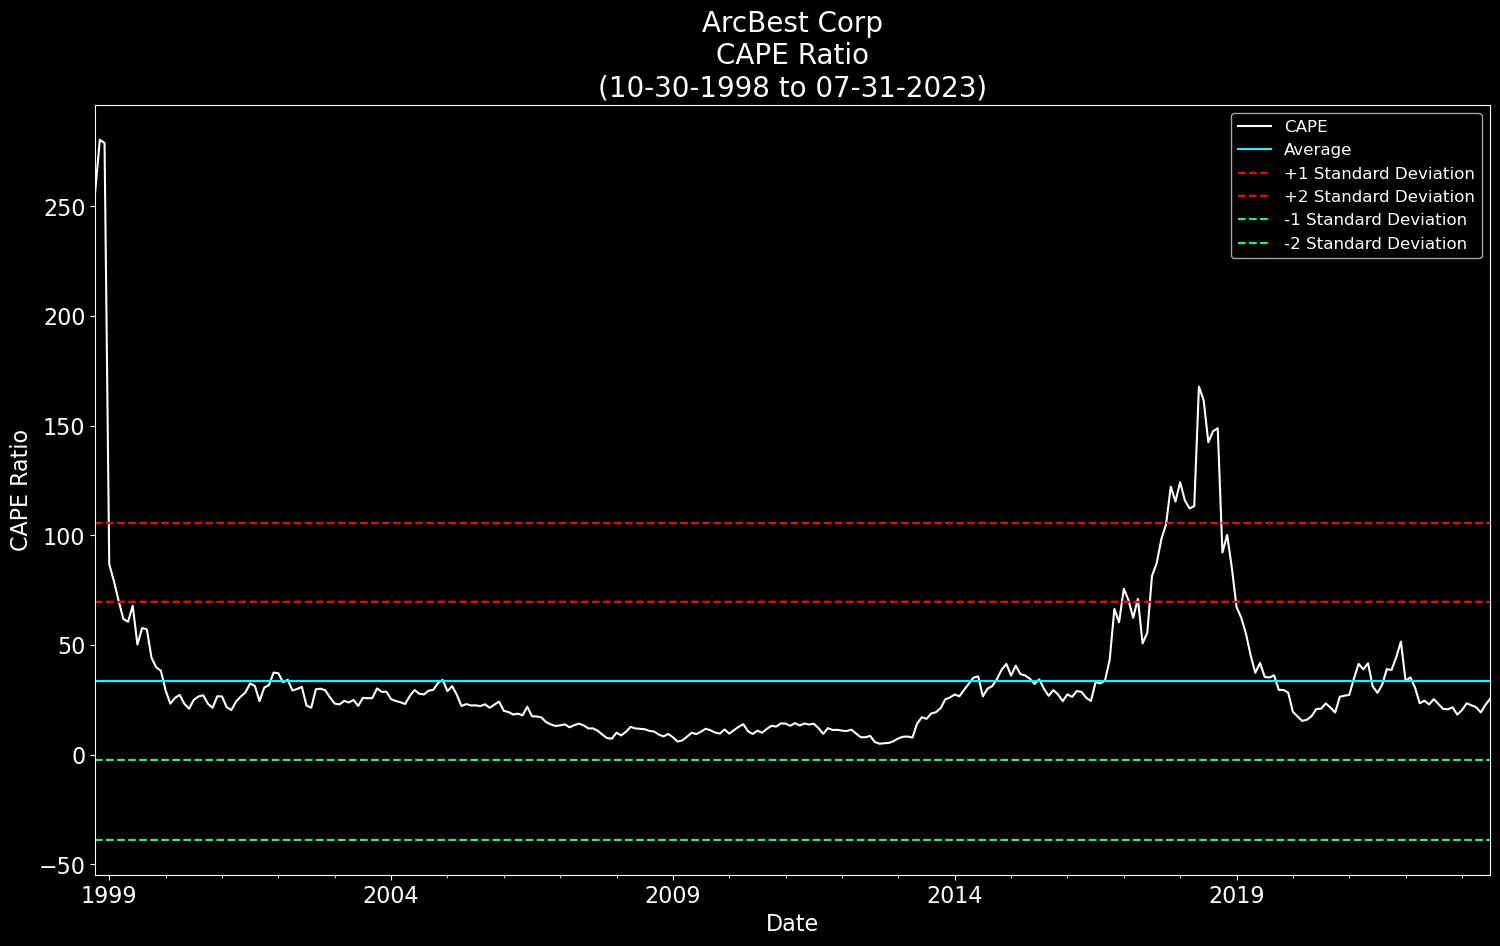 ArcBest Corp
CAPE Ratio
(10-30-1998 to 07-31-2023)
CAPE
Average
+1 Standard Deviation
+2 Standard Deviation
-1 Standard Deviation
-2 Standard Deviation
CAPE Ratio
250
200
150
100
50
0
−50
1999
2004
2009
2014
2019
Date